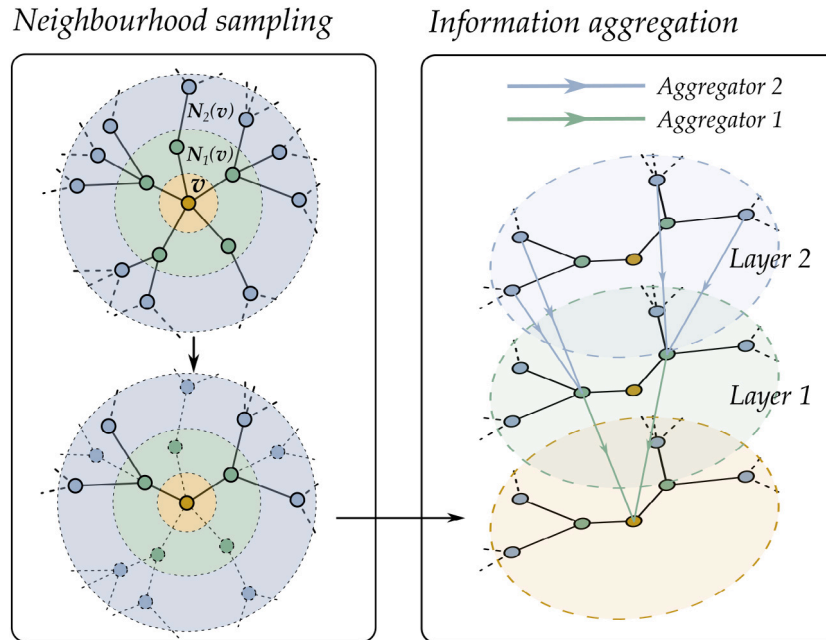 Neighbourhood sampling
N₂(v)
N₁(v)
v
Information aggregation
Aggregator 2
Aggregator 1
Layer 2
Layer 1